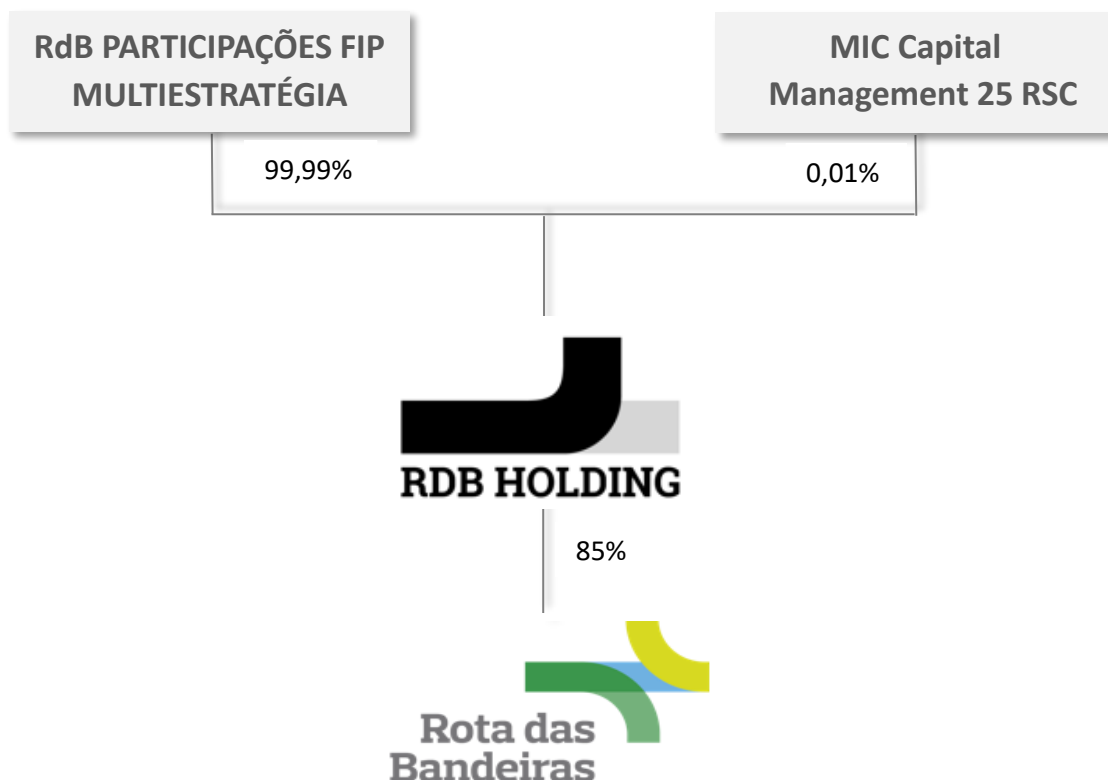 RdB PARTICIPAÇÕES FIP
MULTIESTRATÉGIA
MIC Capital
Management 25 RSC
99,99%
0,01%
RDB HOLDING
85%
Rota das
Bandeiras